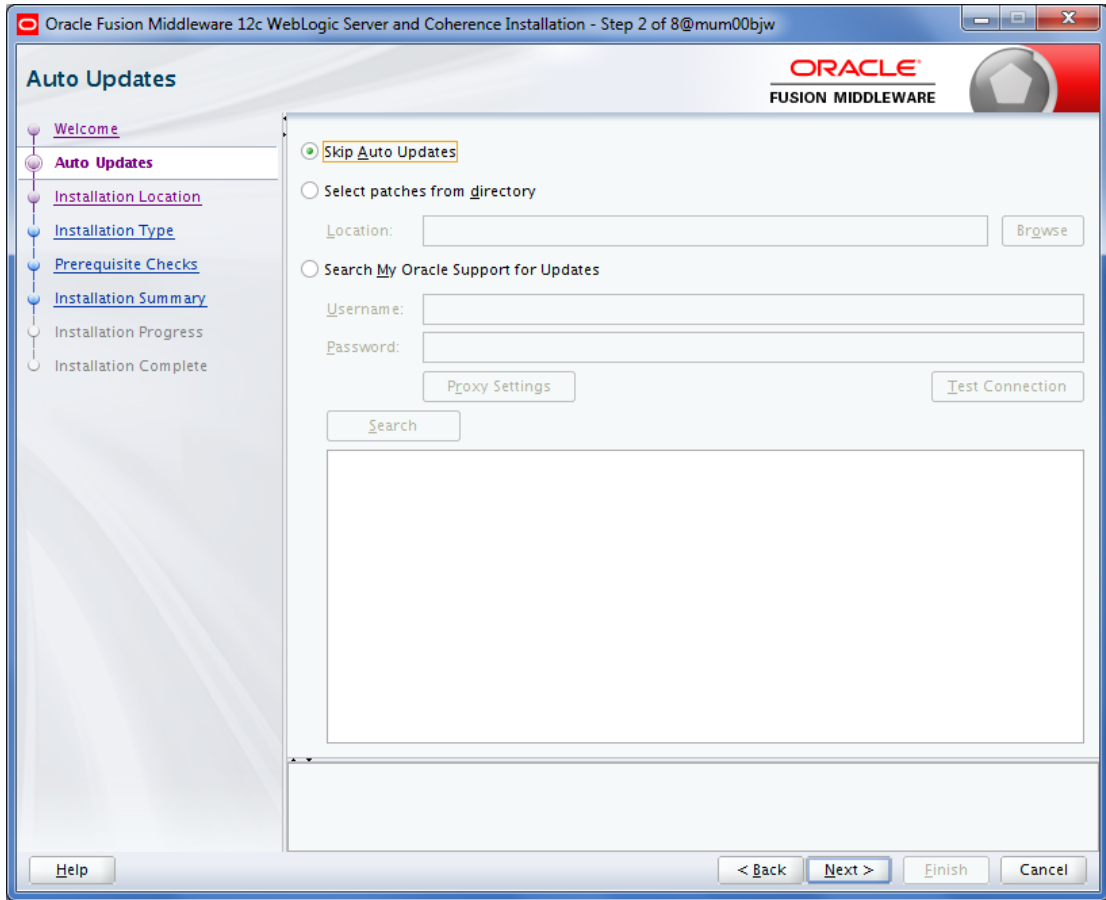 Oracle Fusion Middleware 12c WebLogic Server and Coherence Installation - Step 2 of 8@mum00bjw
Auto Updates
ORACLE
FUSION MIDDLEWARE
Welcome
Auto Updates
Installation Location
Installation Type
Prerequisite Checks
Installation Summary
Installation Progress
Installation Complete
Skip Auto Updates
Select patches from directory
Location:
Browse
Search My Oracle Support for Updates
Username:
Password:
Proxy Settings
Test Connection
Search
Help
< Back
Next >
Finish
Cancel